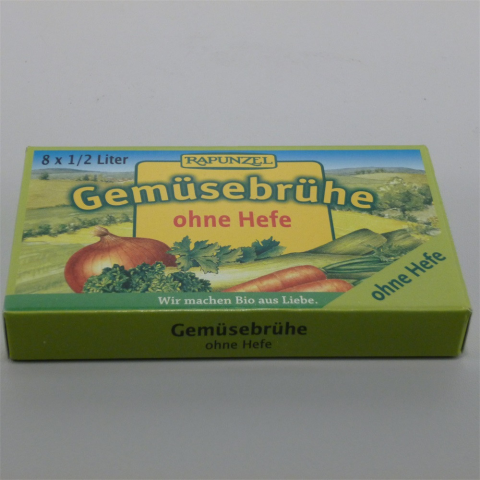 8 x 1/2 Liter
RAPUNZEL
Gemüsebrühe
ohne Hefe
ohne Hefe
Wir machen Bio aus Liebe.
Gemüsebrühe
ohne Hefe